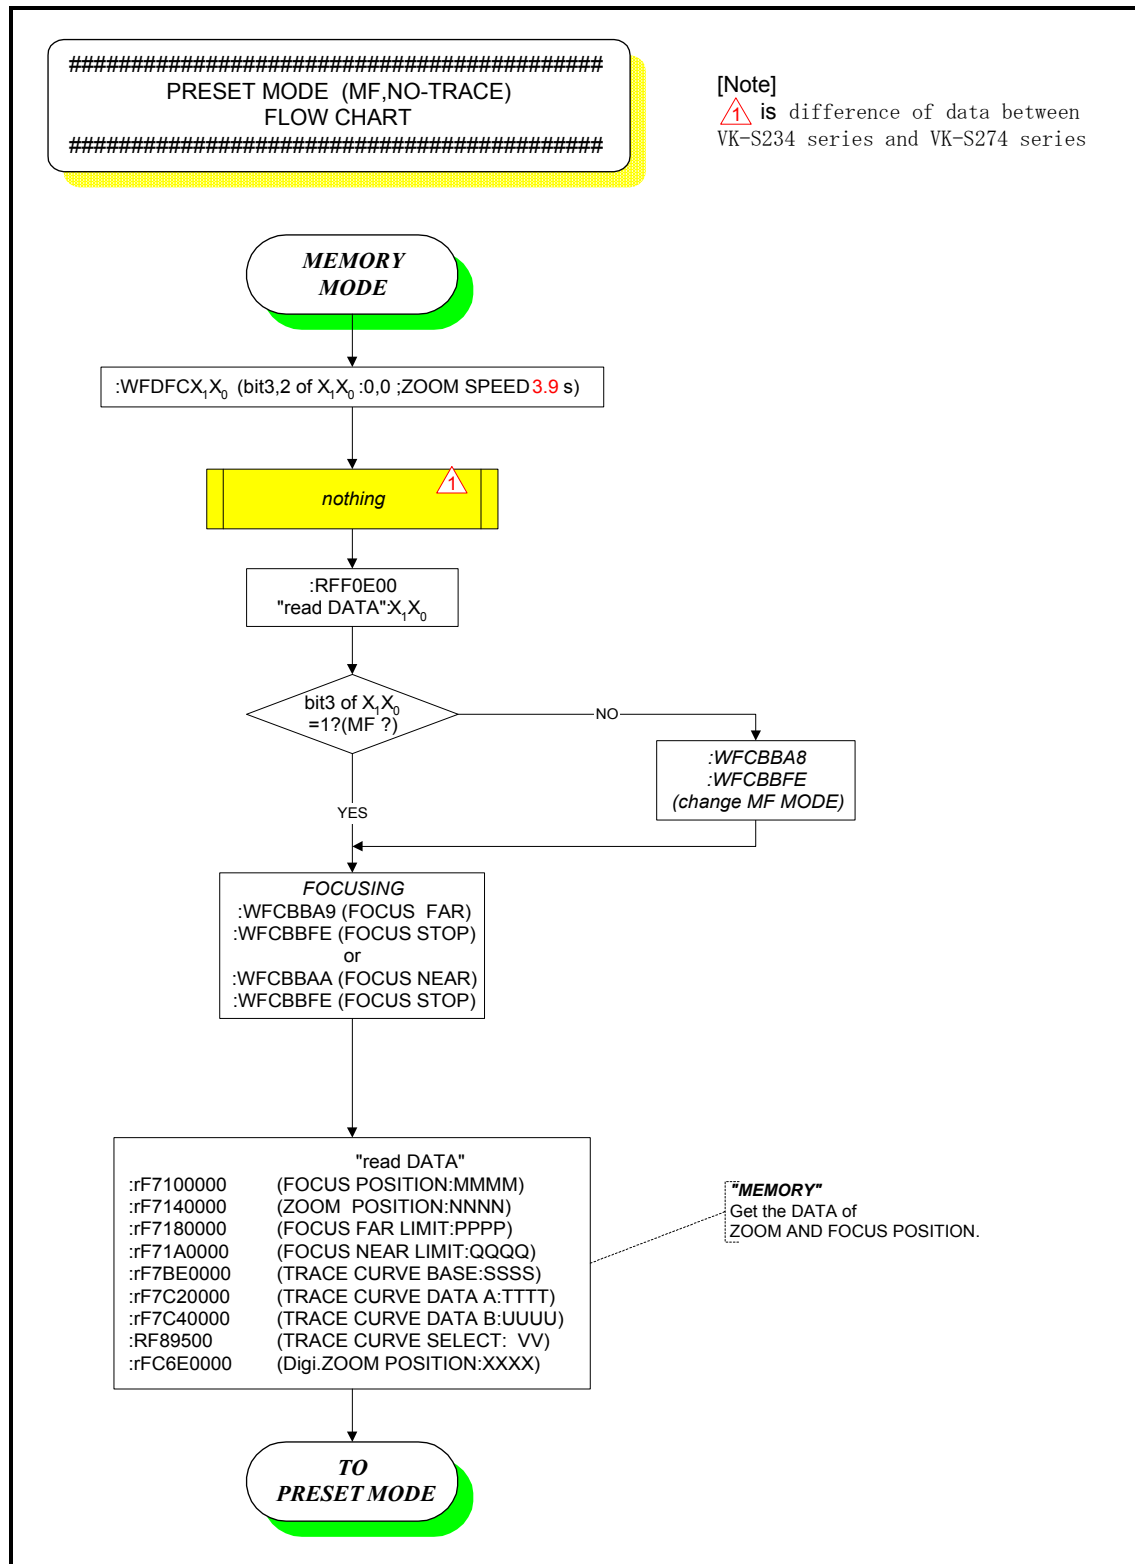 ###########################################
PRESET MODE (MF,NO-TRACE)
FLOW CHART
###########################################
[Note]
1 is difference of data between
VK-S234 series and VK-S274 series
MEMORY
MODE
:WFDFCX1X0 (bit3,2 of X1X0 :0,0 ;ZOOM SPEED 3.9 s)
1
nothing
:RFF0E00
"read DATA":X1X0
bit3 of X1X0
=1?(MF ?)
NO
:WFCBBA8
:WFCBBFE
(change MF MODE)
YES
FOCUSING
:WFCBBA9 (FOCUS FAR)
:WFCBBFE (FOCUS STOP)
or
:WFCBBAA (FOCUS NEAR)
:WFCBBFE (FOCUS STOP)
"read DATA"
:rF7100000 (FOCUS POSITION:MMMM)
:rF7140000 (ZOOM POSITION:NNNN)
:rF7180000 (FOCUS FAR LIMIT:PPPP)
:rF71A0000 (FOCUS NEAR LIMIT:QQQQ)
:rF7BE0000 (TRACE CURVE BASE:SSSS)
:rF7C20000 (TRACE CURVE DATA A:TTTT)
:rF7C40000 (TRACE CURVE DATA B:UUUU)
:RF89500 (TRACE CURVE SELECT: VV)
:rFC6E0000 (Digi.ZOOM POSITION:XXXX)
"MEMORY"
Get the DATA of
ZOOM AND FOCUS POSITION.
TO
PRESET MODE